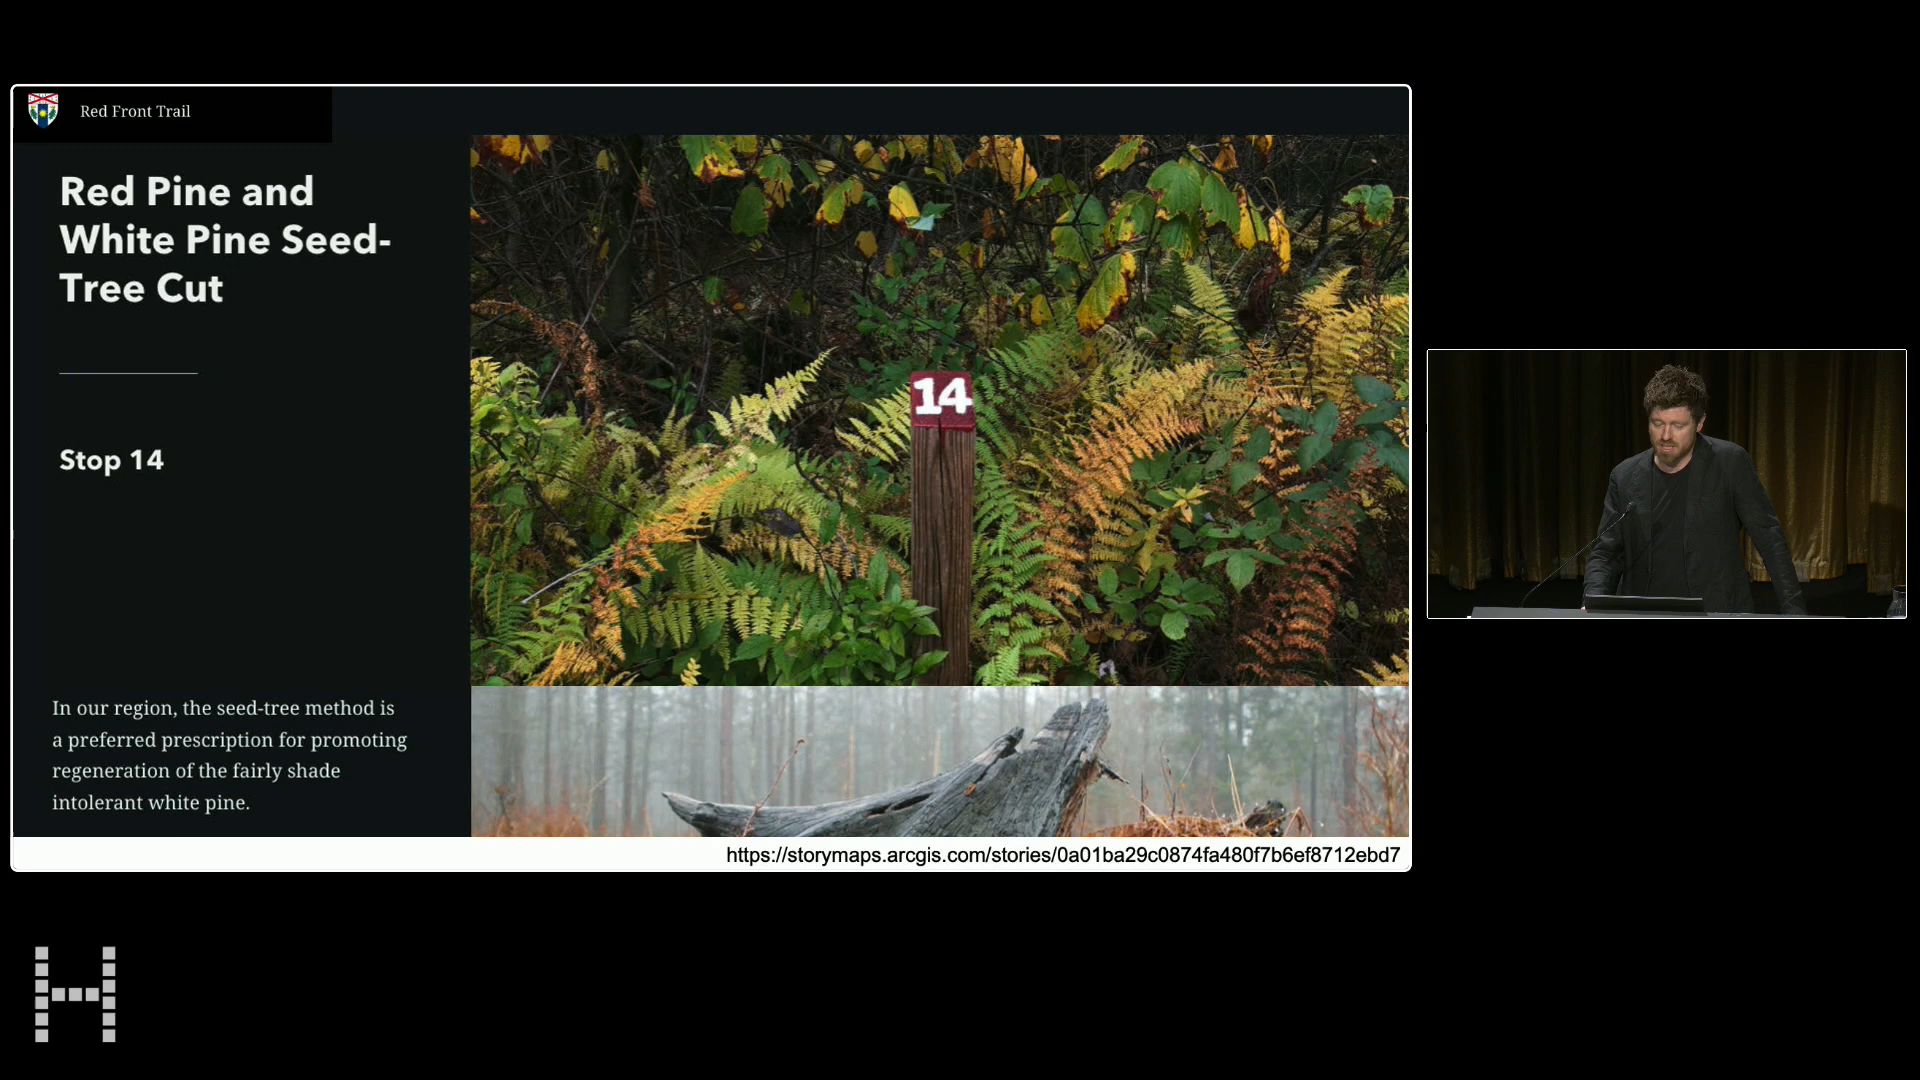 Red Front Trail
Red Pine and
White Pine Seed-
Tree Cut
Stop 14
14
In our region, the seed-tree method is
a preferred prescription for promoting
regeneration of the fairly shade
intolerant white pine.
https://storymaps.arcgis.com/stories/0a01ba29c0874fa480f7b6ef8712ebd7
H